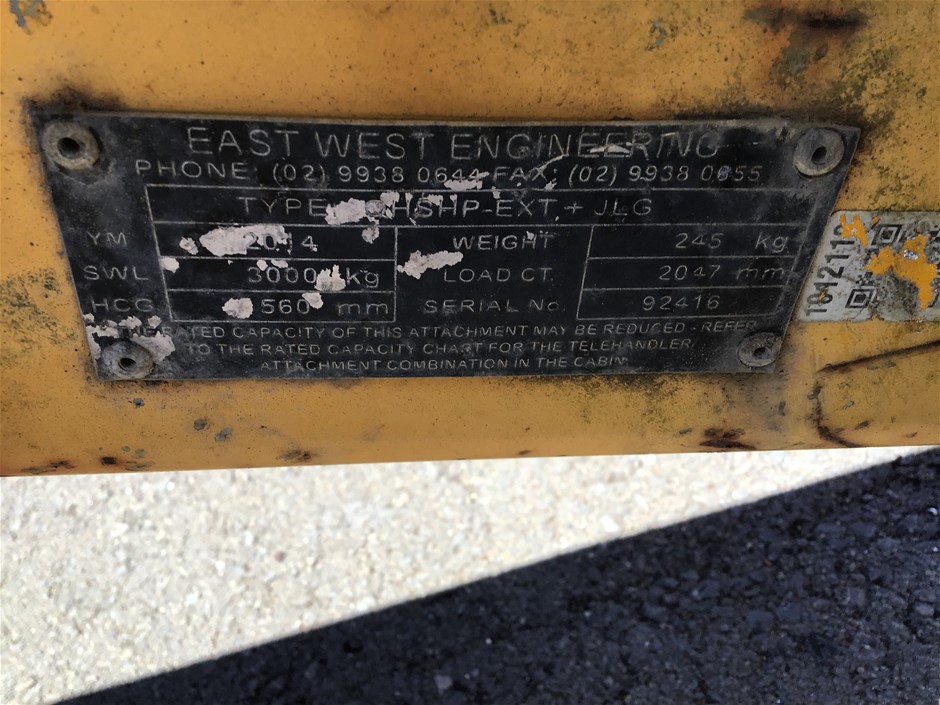 EAST WEST ENGINEERING
PHONE: (02) 9938 0644 FAX: (02) 9938 0655
TYPE HSHP-EXT + JLG
YM 2014 WEIGHT 245 kg
SWL 3000 kg LOAD CT. 2047 mm
HCG 560 mm SERIAL No. 92416
THE RATED CAPACITY OF THIS ATTACHMENT MAY BE REDUCED - REFER
TO THE RATED CAPACITY CHART FOR THE TELEHANDLER/
ATTACHMENT COMBINATION IN THE CABIN